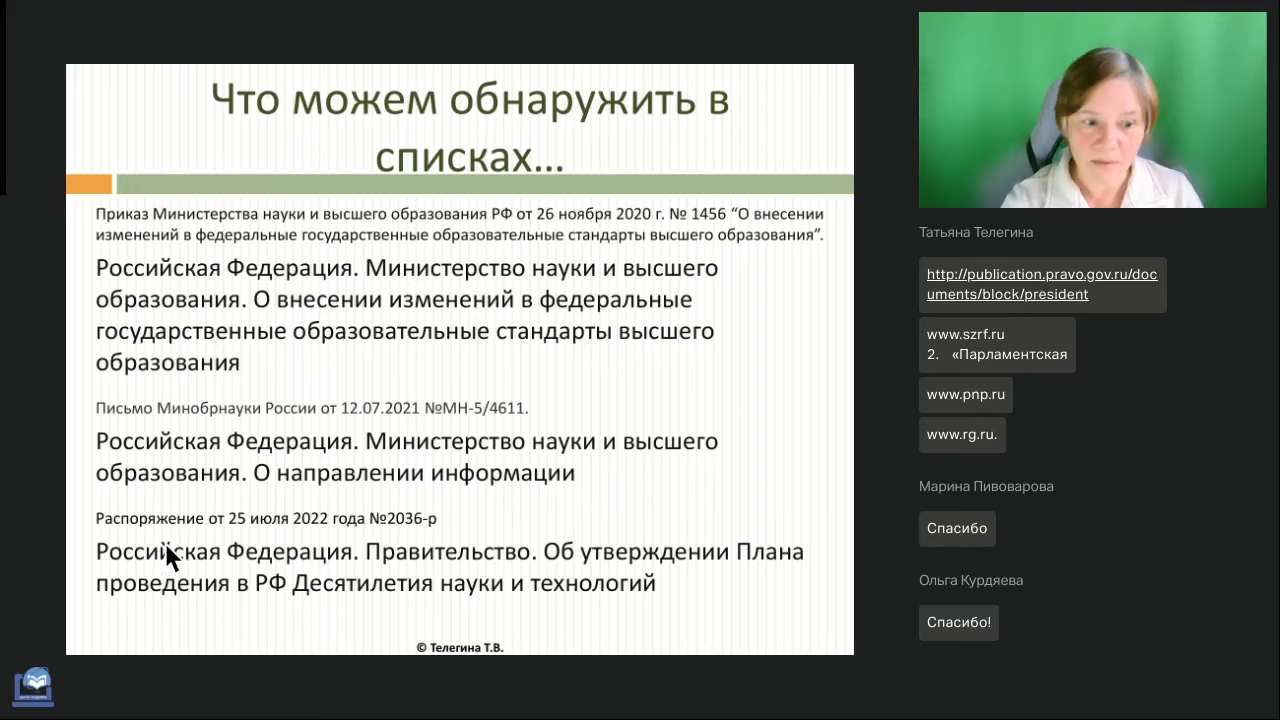 Что можем обнаружить в
списках...
Приказ Министерства науки и высшего образования РФ от 26 ноября 2020 г. № 1456 “О внесении
изменений в федеральные государственные образовательные стандарты высшего образования”.
Российская Федерация. Министерство науки и высшего
образования. О внесении изменений в федеральные
государственные образовательные стандарты высшего
образования
Письмо Минобрнауки России от 12.07.2021 №МН-5/4611.
Российская Федерация. Министерство науки и высшего
образования. О направлении информации
Распоряжение от 25 июля 2022 года №2036-р
Российская Федерация. Правительство. Об утверждении Плана
проведения в РФ Десятилетия науки и технологий
© Телегина Т.В.
Татьяна Телегина
http://publication.pravo.gov.ru/doc
uments/block/president
www.szrf.ru
2. «Парламентская
www.pnp.ru
www.rg.ru.
Марина Пивоварова
Спасибо
Ольга Курдяева
Спасибо!